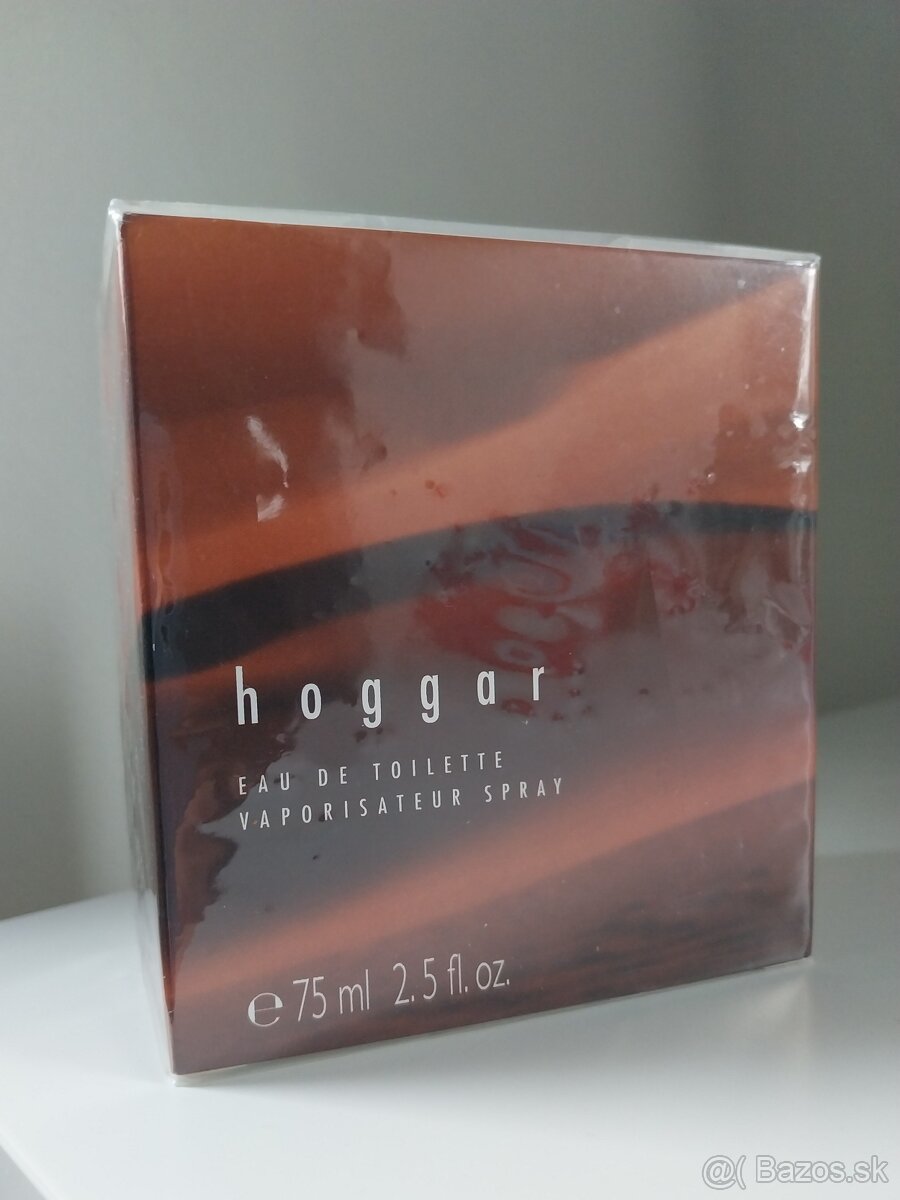 hoggar
EAU DE TOILETTE
VAPORISATEUR SPRAY
℮ 75 ml 2.5 fl. oz.
@( Bazos.sk